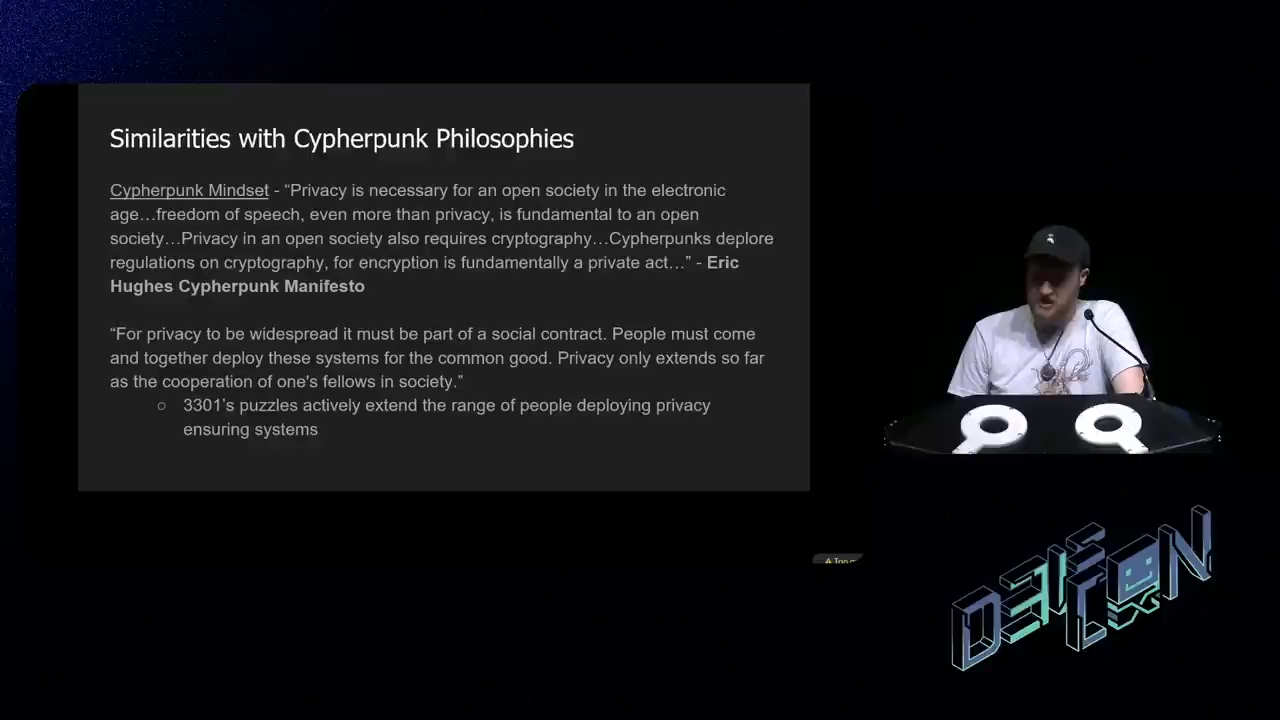 Similarities with Cypherpunk Philosophies
Cypherpunk Mindset - “Privacy is necessary for an open society in the electronic
age…freedom of speech, even more than privacy, is fundamental to an open
society…Privacy in an open society also requires cryptography…Cypherpunks deplore
regulations on cryptography, for encryption is fundamentally a private act…” - Eric
Hughes Cypherpunk Manifesto
“For privacy to be widespread it must be part of a social contract. People must come
and together deploy these systems for the common good. Privacy only extends so far
as the cooperation of one's fellows in society.”
○ 3301’s puzzles actively extend the range of people deploying privacy
ensuring systems
DEF CON